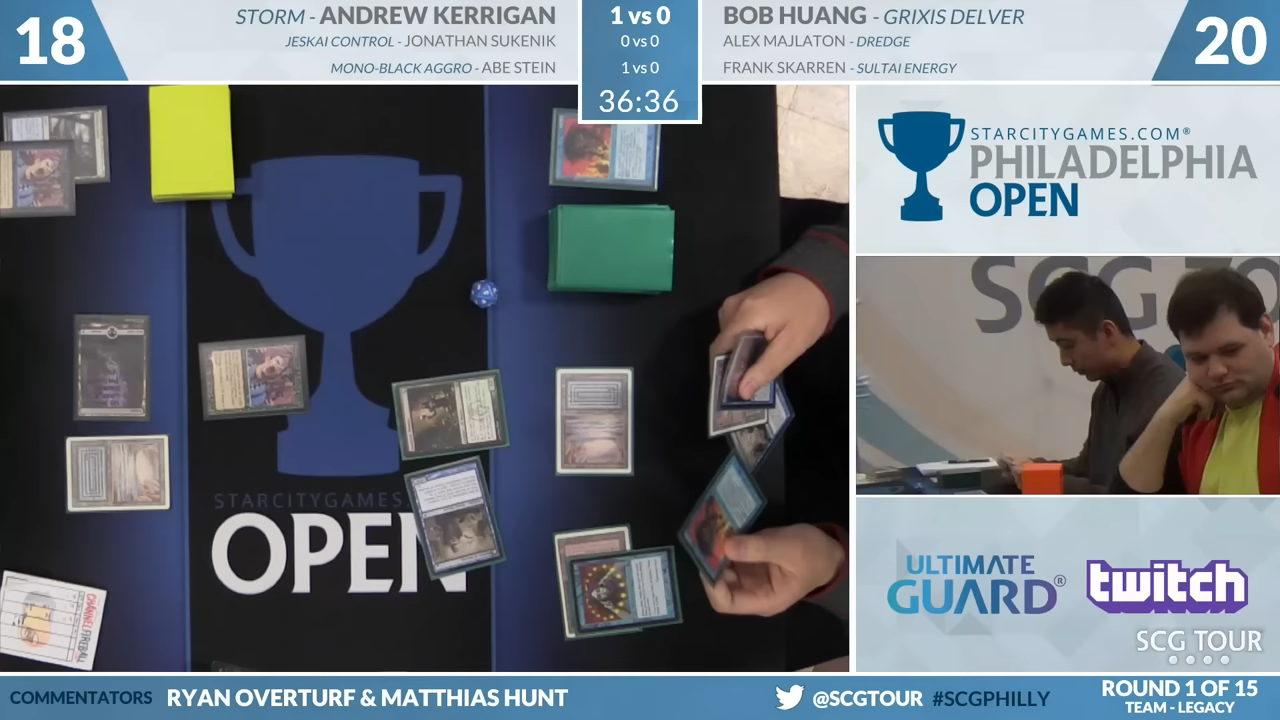 18
STORM - ANDREW KERRIGAN
JESKAI CONTROL - JONATHAN SUKENIK
MONO-BLACK AGGRO - ABE STEIN
1 vs 0
0 vs 0
1 vs 0
36:36
BOB HUANG - GRIXIS DELVER
ALEX MAJLATON - DREDGE
FRANK SKARREN - SULTAI ENERGY
20
STARCITYGAMES.COM®
PHILADELPHIA
OPEN
STARCITYGAMES
OPEN
CHANNELFIREBALL
SCG TO
ULTIMATE
GUARD®
twitch
SCG TOUR
COMMENTATORS RYAN OVERTURF & MATTHIAS HUNT
@SCGTOUR #SCGPHILLY
ROUND 1 OF 15
TEAM - LEGACY